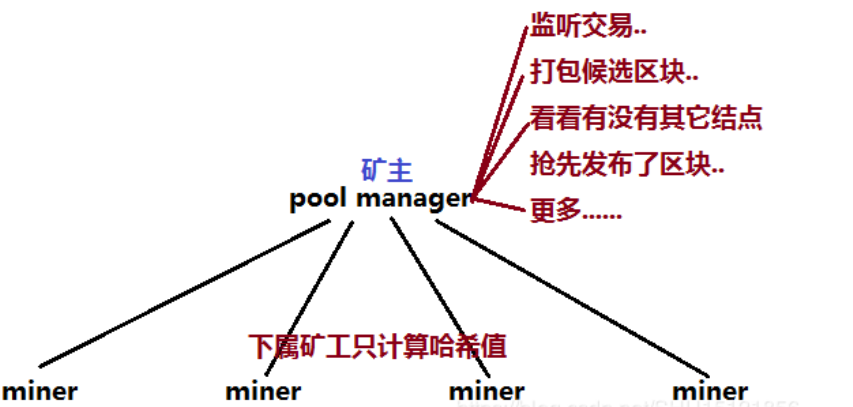 监听交易..
打包候选区块..
看看有没有其它结点
抢先发布了区块..
更多......
矿主
pool manager
下属矿工只计算哈希值
miner miner miner miner